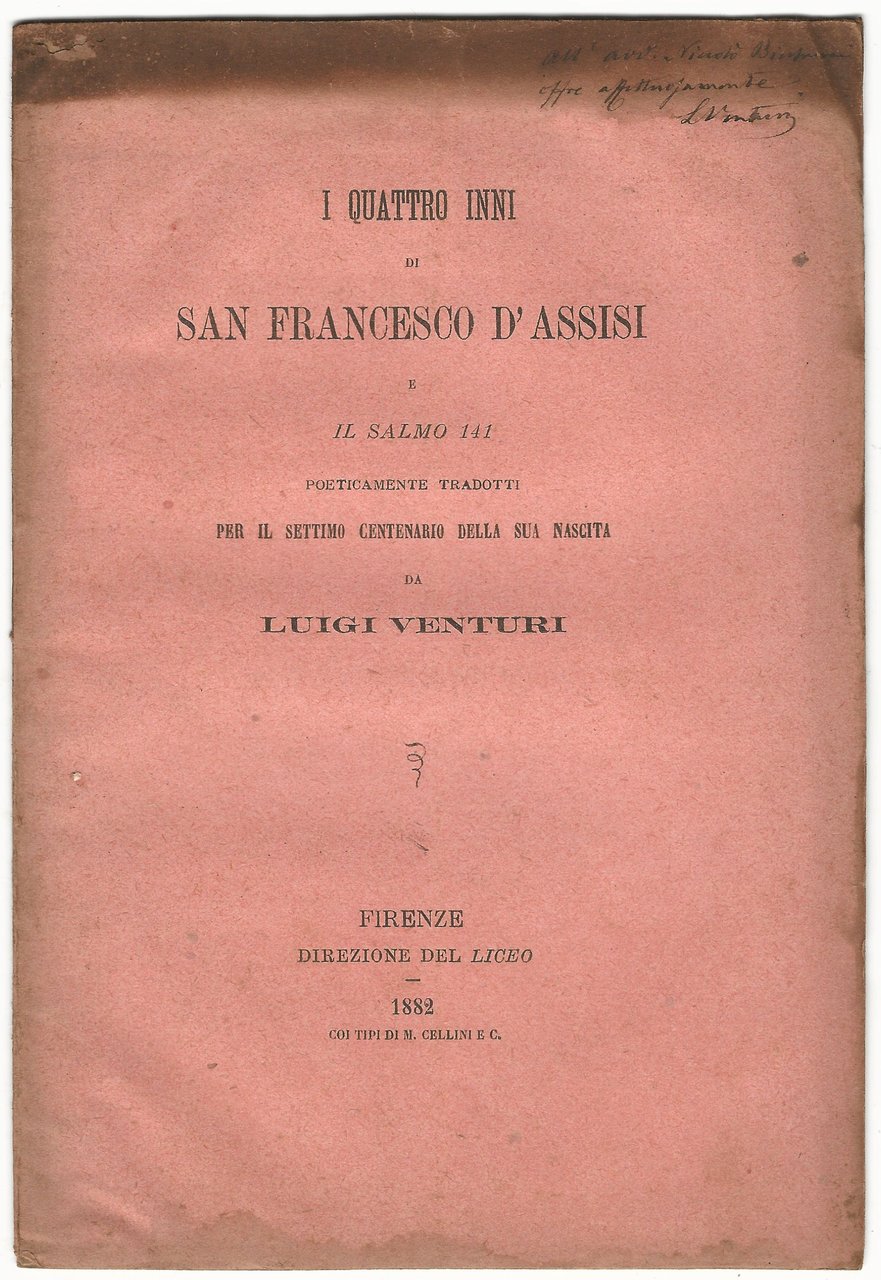 All' avv. Nicolò
offre affettuosamente
L Venturi
I QUATTRO INNI
DI
SAN FRANCESCO D' ASSISI
E
IL SALMO 141
POETICAMENTE TRADOTTI
PER IL SETTIMO CENTENARIO DELLA SUA NASCITA
DA
LUIGI VENTURI
FIRENZE
DIREZIONE DEL LICEO
—
1882
COI TIPI DI M. CELLINI E C.